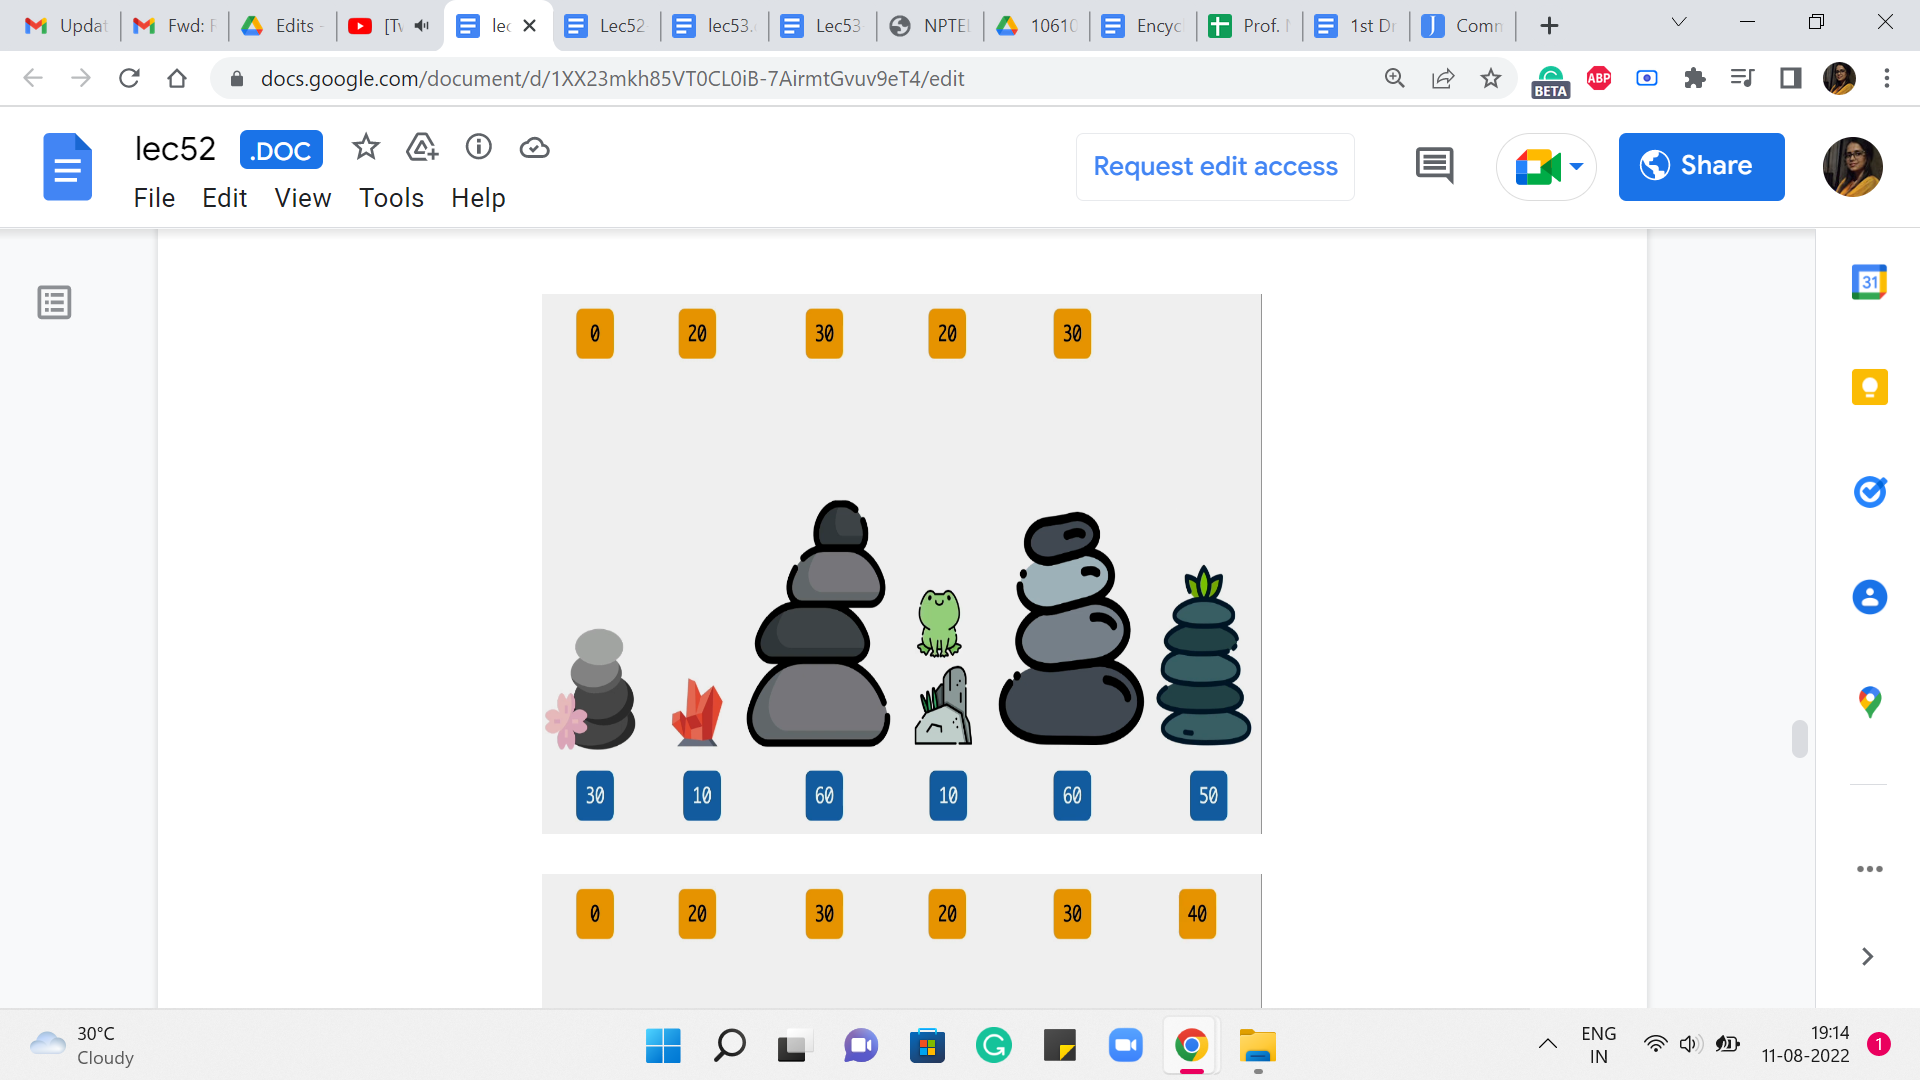 Updat
Fwd: F
Edits -
[Tw
lec
Lec52
lec53.
Lec53
NPTEL
10610
Encyc
Prof.
1st Dr
Comm
docs.google.com/document/d/1XX23mkh85VT0CL0iB-7AirmtGvuv9eT4/edit
BETA
ABP
lec52 .DOC
File Edit View Tools Help
Request edit access
Share
31
0 20 30 20 30
30 10 60 10 60 50
0 20 30 20 30 40
30°C
Cloudy
ENG
IN
19:14
11-08-2022
1